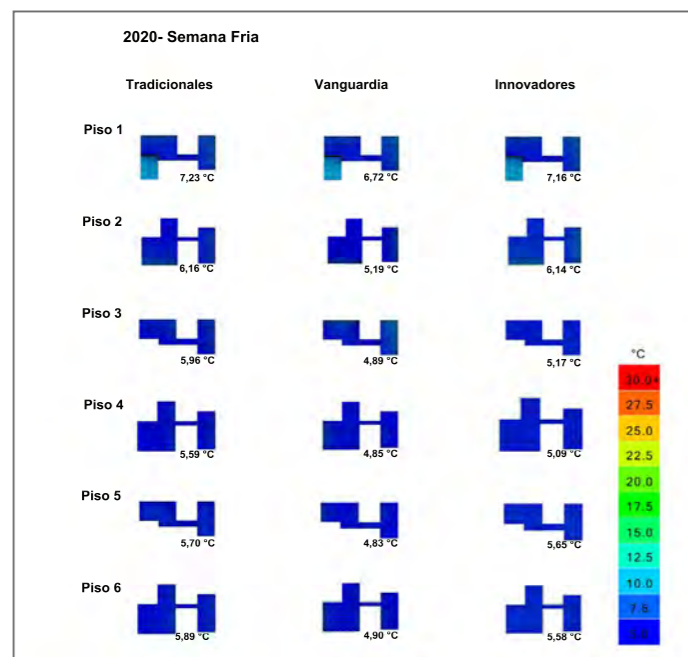 2020- Semana Fria
Tradicionales Vanguardia Innovadores
Piso 1
7,23 °C 6,72 °C 7,16 °C
Piso 2
6,16 °C 5,19 °C 6,14 °C
Piso 3
5,96 °C 4,89 °C 5,17 °C
Piso 4
5,59 °C 4,85 °C 5,09 °C
Piso 5
5,70 °C 4,83 °C 5,65 °C
Piso 6
5,89 °C 4,90 °C 5,58 °C
°C
30.0+
27.5
25.0
22.5
20.0
17.5
15.0
12.5
10.0
7.5
5.0